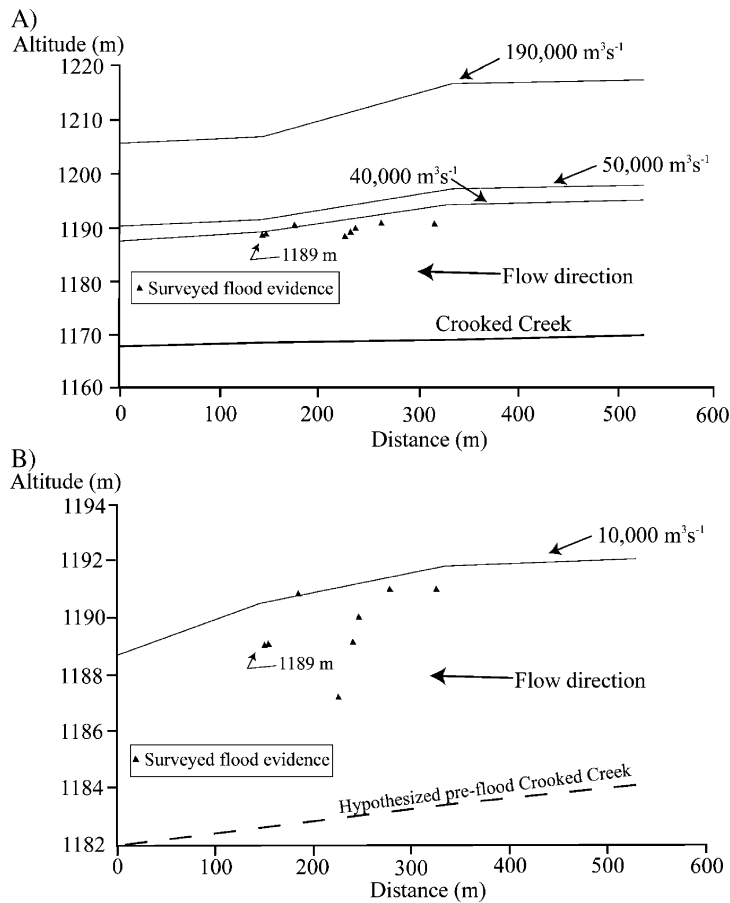 A)
Altitude (m)
1220
190,000 m³s⁻¹
1210
1200
40,000 m³s⁻¹
50,000 m³s⁻¹
1190
1189 m
▲ Surveyed flood evidence
Flow direction
1180
Crooked Creek
1170
1160
0 100 200 300 400 500 600
Distance (m)
B)
Altitude (m)
1194
10,000 m³s⁻¹
1192
1190
1189 m
1188
Flow direction
1186
▲ Surveyed flood evidence
Hypothesized pre-flood Crooked Creek
1184
1182
0 100 200 300 400 500 600
Distance (m)